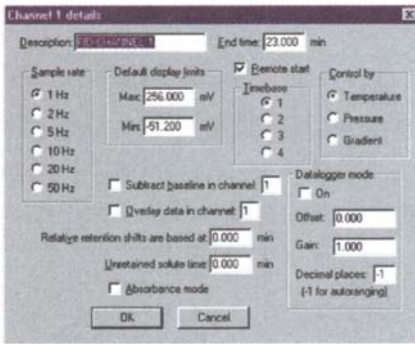 Channel 1 details
Description: FID-CHANNEL 1 End time: 23.000 min
Sample rate
1 Hz
2 Hz
5 Hz
10 Hz
20 Hz
50 Hz
Default display limits
Max: 256.000 mV
Min: -51.200 mV
Remote start
Timebase
1
2
3
4
Control by
Temperature
Pressure
Gradient
Subtract baseline in channel: 1
Overlay data in channel: 1
Relative retention shifts are based at: 0.000 min
Unretained solute time: 0.000 min
Absorbance mode
Datalogger mode
On
Offset: 0.000
Gain: 1.000
Decimal places: -1
(-1 for autoranging)
OK Cancel